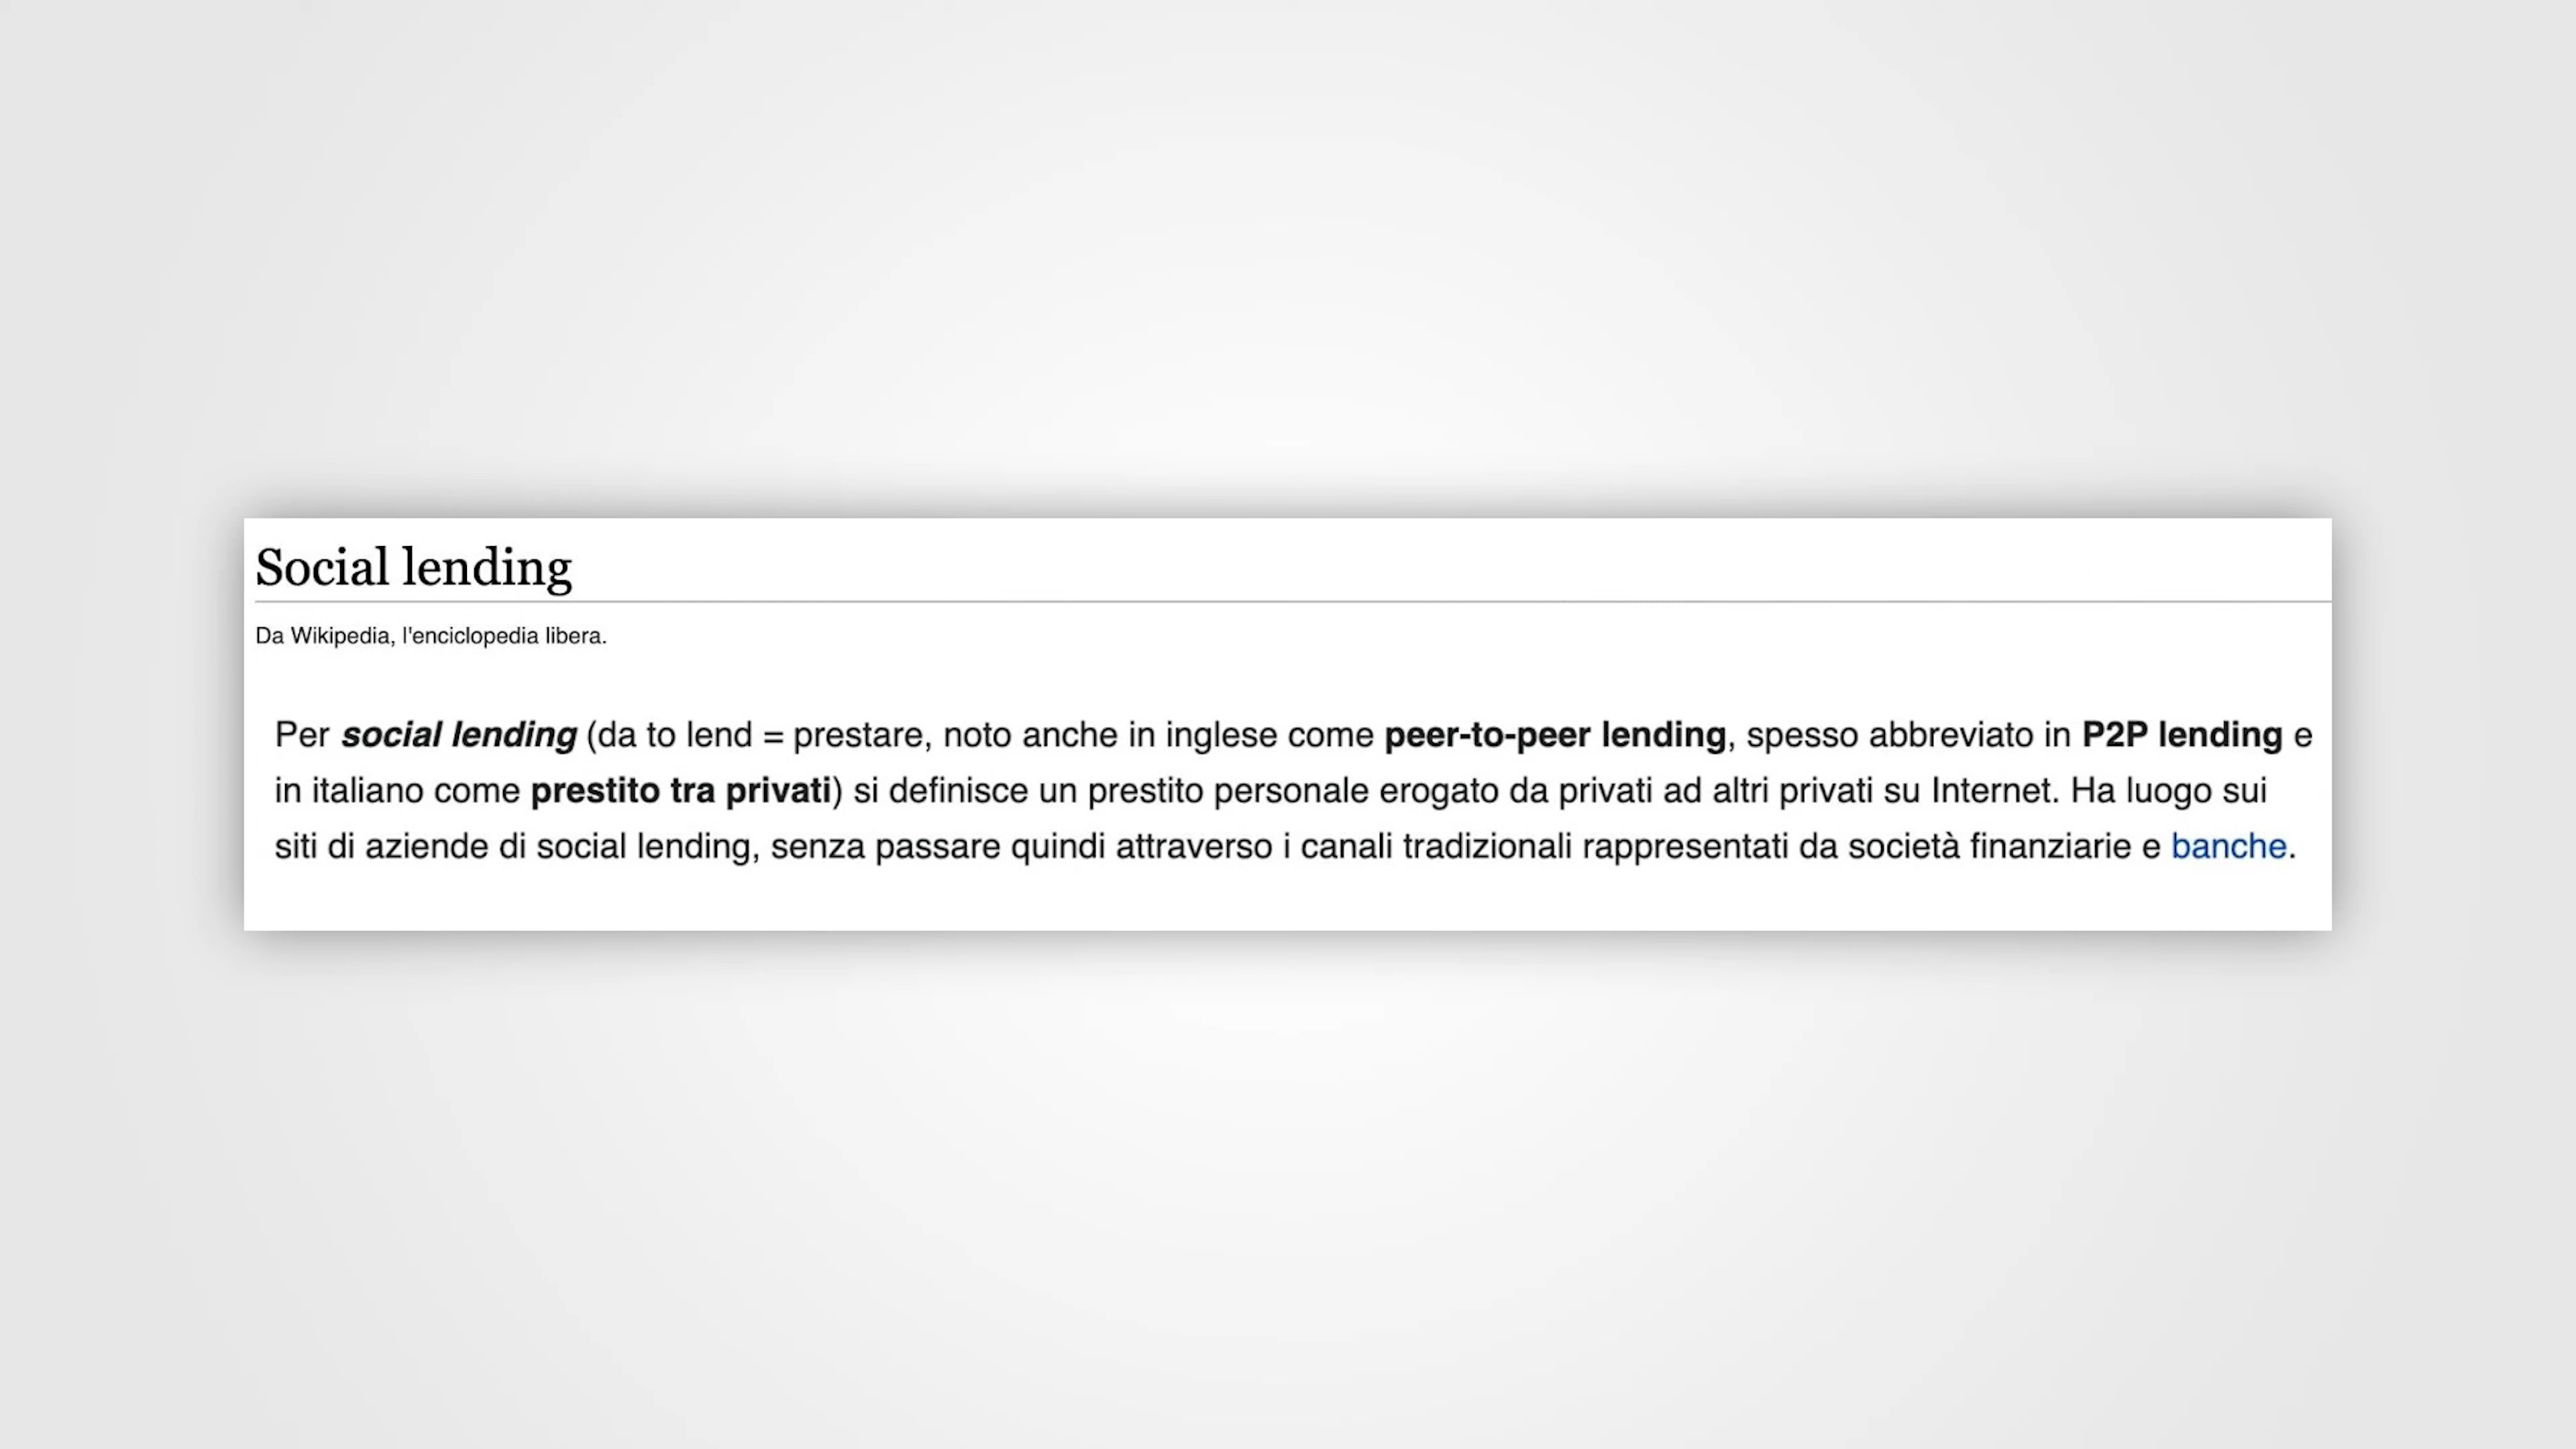 Social lending
Da Wikipedia, l'enciclopedia libera.
Per social lending (da to lend = prestare, noto anche in inglese come peer-to-peer lending, spesso abbreviato in P2P lending e
in italiano come prestito tra privati) si definisce un prestito personale erogato da privati ad altri privati su Internet. Ha luogo sui
siti di aziende di social lending, senza passare quindi attraverso i canali tradizionali rappresentati da società finanziarie e banche.